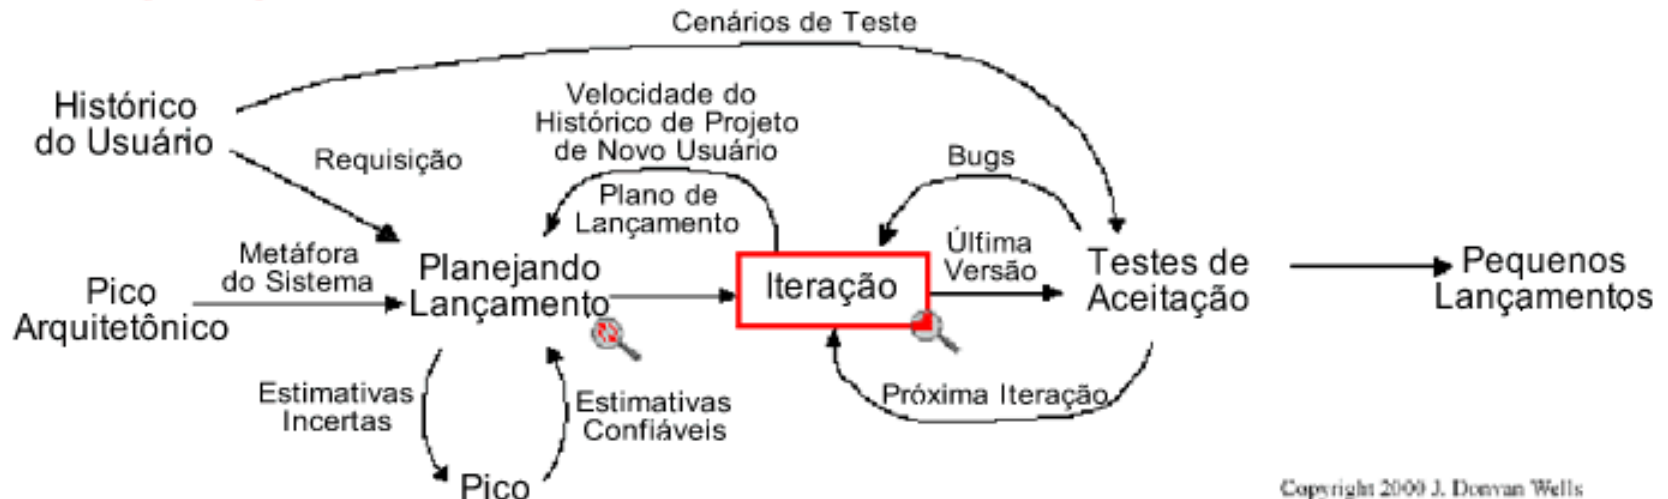 Cenários de Teste
Histórico
do Usuário
Requisição
Velocidade do
Histórico de Projeto
de Novo Usuário
Plano de
Lançamento
Bugs
Metáfora
do Sistema
Pico
Arquitetônico
Planejando
Lançamento
Iteração
Últfima
Versão
Testes de
Aceitação
Pequenos
Lançamentos
Estimativas
Incertas
Estimativas
Confiáveis
Próxima Iteração
Pico
Copyright 2000 J. Donvan Wells